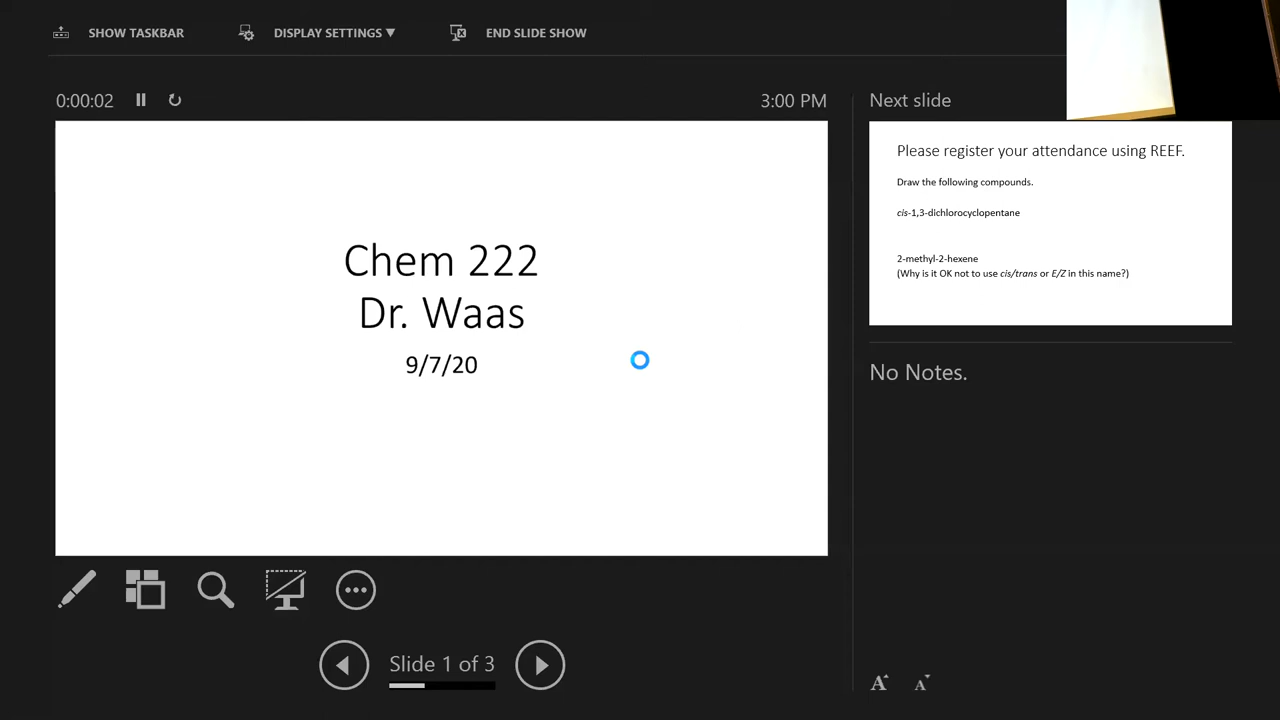 SHOW TASKBAR
DISPLAY SETTINGS ▼
END SLIDE SHOW
0:00:02
3:00 PM
Next slide
Chem 222
Dr. Waas
9/7/20
Please register your attendance using REEF.
Draw the following compounds.
cis-1,3-dichlorocyclopentane
2-methyl-2-hexene
(Why is it OK not to use cis/trans or E/Z in this name?)
No Notes.
Slide 1 of 3
A A